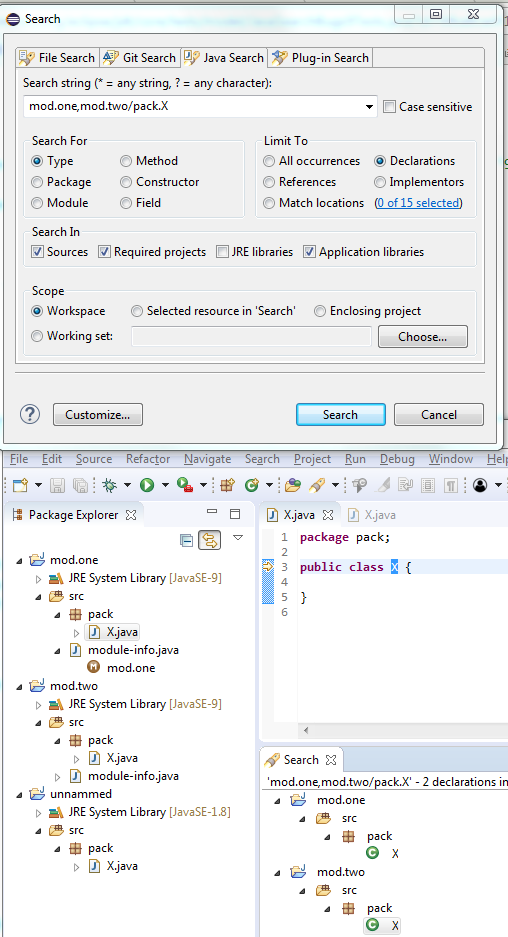 Search
File Search Git Search Java Search Plug-in Search
Search string (* = any string, ? = any character):
mod.one,mod.two/pack.X Case sensitive
Search For
Type Method
Package Constructor
Module Field
Limit To
All occurrences Declarations
References Implementors
Match locations (0 of 15 selected)
Search In
Sources Required projects JRE libraries Application libraries
Scope
Workspace Selected resource in 'Search' Enclosing project
Working set: Choose...
? Customize... Search Cancel
File Edit Source Refactor Navigate Search Project Run Debug Window Help
Package Explorer
mod.one
JRE System Library [JavaSE-9]
src
pack
X.java
module-info.java
mod.one
mod.two
JRE System Library [JavaSE-9]
src
pack
X.java
module-info.java
unnammed
JRE System Library [JavaSE-1.8]
src
pack
X.java
X.java X.java
1 package pack;
2
3 public class X {
4
5 }
6
Search
'mod.one,mod.two/pack.X' - 2 declarations in
mod.one
src
pack
X
mod.two
src
pack
X